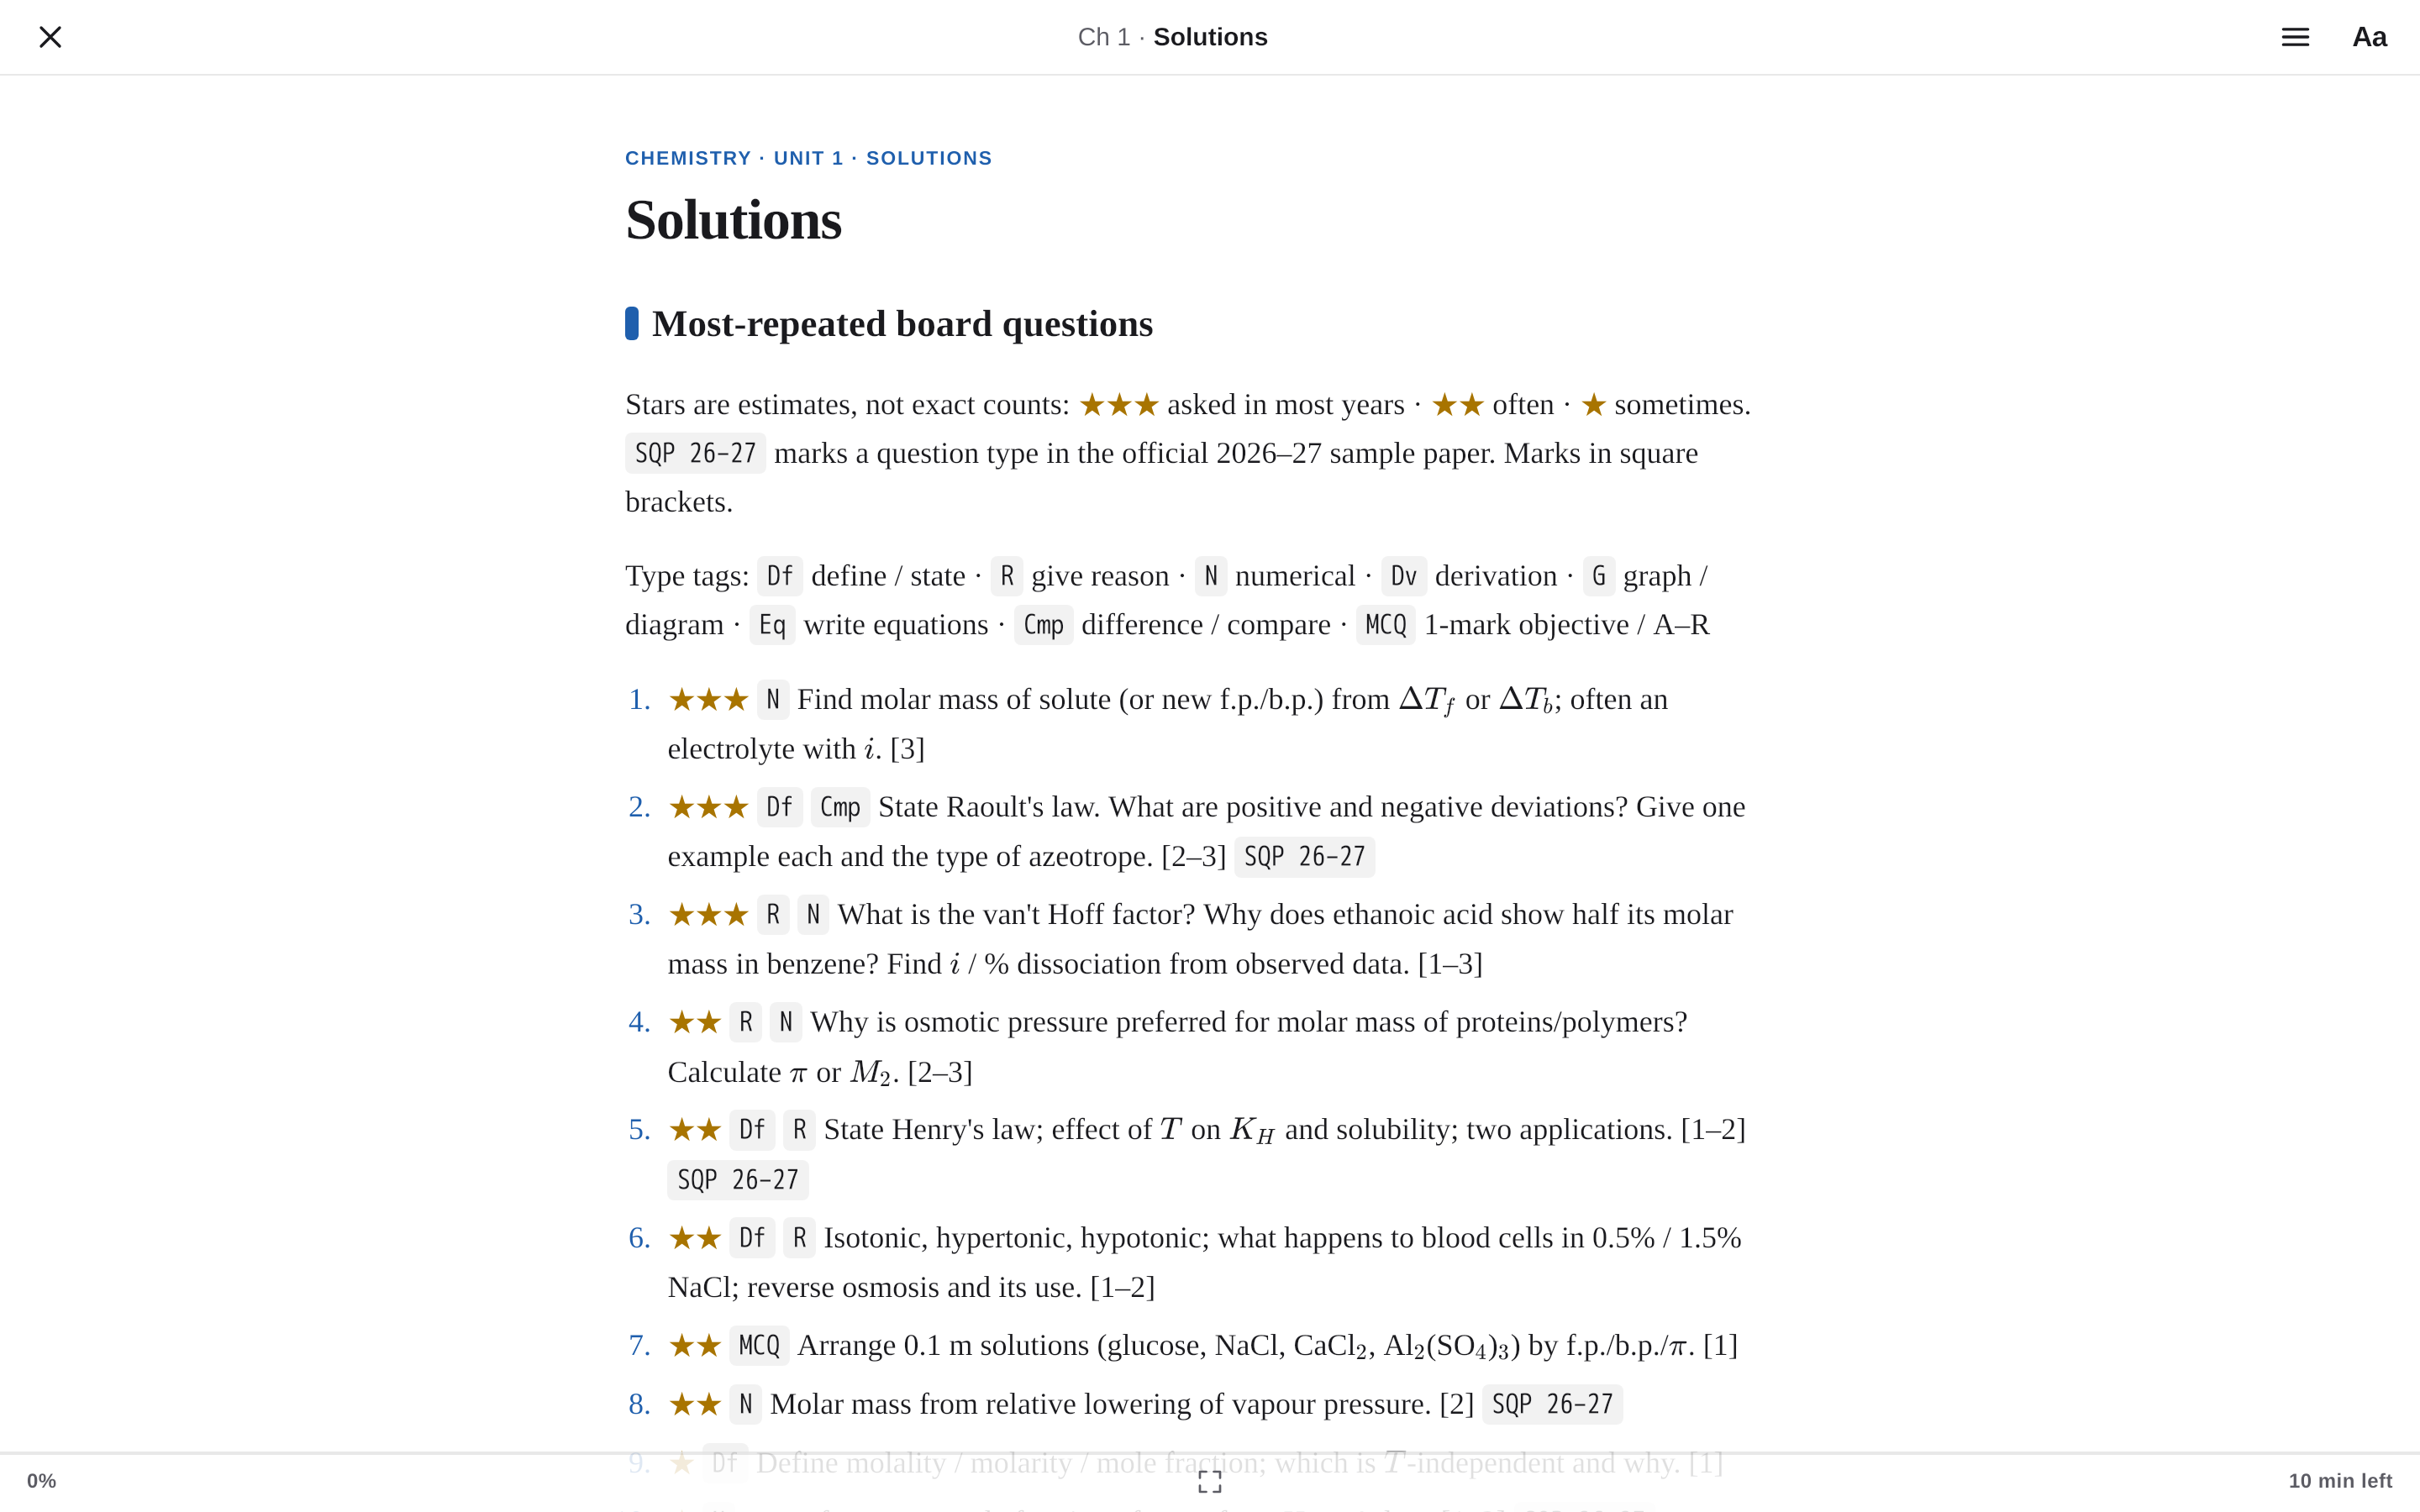 Ch 1 · Solutions
Aa
CHEMISTRY · UNIT 1 · SOLUTIONS
Solutions
Most-repeated board questions
Stars are estimates, not exact counts: ★★★ asked in most years · ★★ often · ★ sometimes.
SQP 26–27 marks a question type in the official 2026–27 sample paper. Marks in square
brackets.
Type tags: Df define / state · R give reason · N numerical · Dv derivation · G graph /
diagram · Eq write equations · Cmp difference / compare · MCQ 1-mark objective / A–R
1. ★★★ N Find molar mass of solute (or new f.p./b.p.) from ΔT_f or ΔT_b; often an
electrolyte with i. [3]
2. ★★★ Df Cmp State Raoult's law. What are positive and negative deviations? Give one
example each and the type of azeotrope. [2–3] SQP 26–27
3. ★★★ R N What is the van't Hoff factor? Why does ethanoic acid show half its molar
mass in benzene? Find i / % dissociation from observed data. [1–3]
4. ★★ R N Why is osmotic pressure preferred for molar mass of proteins/polymers?
Calculate π or M₂. [2–3]
5. ★★ Df R State Henry's law; effect of T on K_H and solubility; two applications. [1–2]
SQP 26–27
6. ★★ Df R Isotonic, hypertonic, hypotonic; what happens to blood cells in 0.5% / 1.5%
NaCl; reverse osmosis and its use. [1–2]
7. ★★ MCQ Arrange 0.1 m solutions (glucose, NaCl, CaCl₂, Al₂(SO₄)₃) by f.p./b.p./π. [1]
8. ★★ N Molar mass from relative lowering of vapour pressure. [2] SQP 26–27
9. ★ Df Define molality / molarity / mole fraction; which is T-independent and why. [1]
0%
10 min left